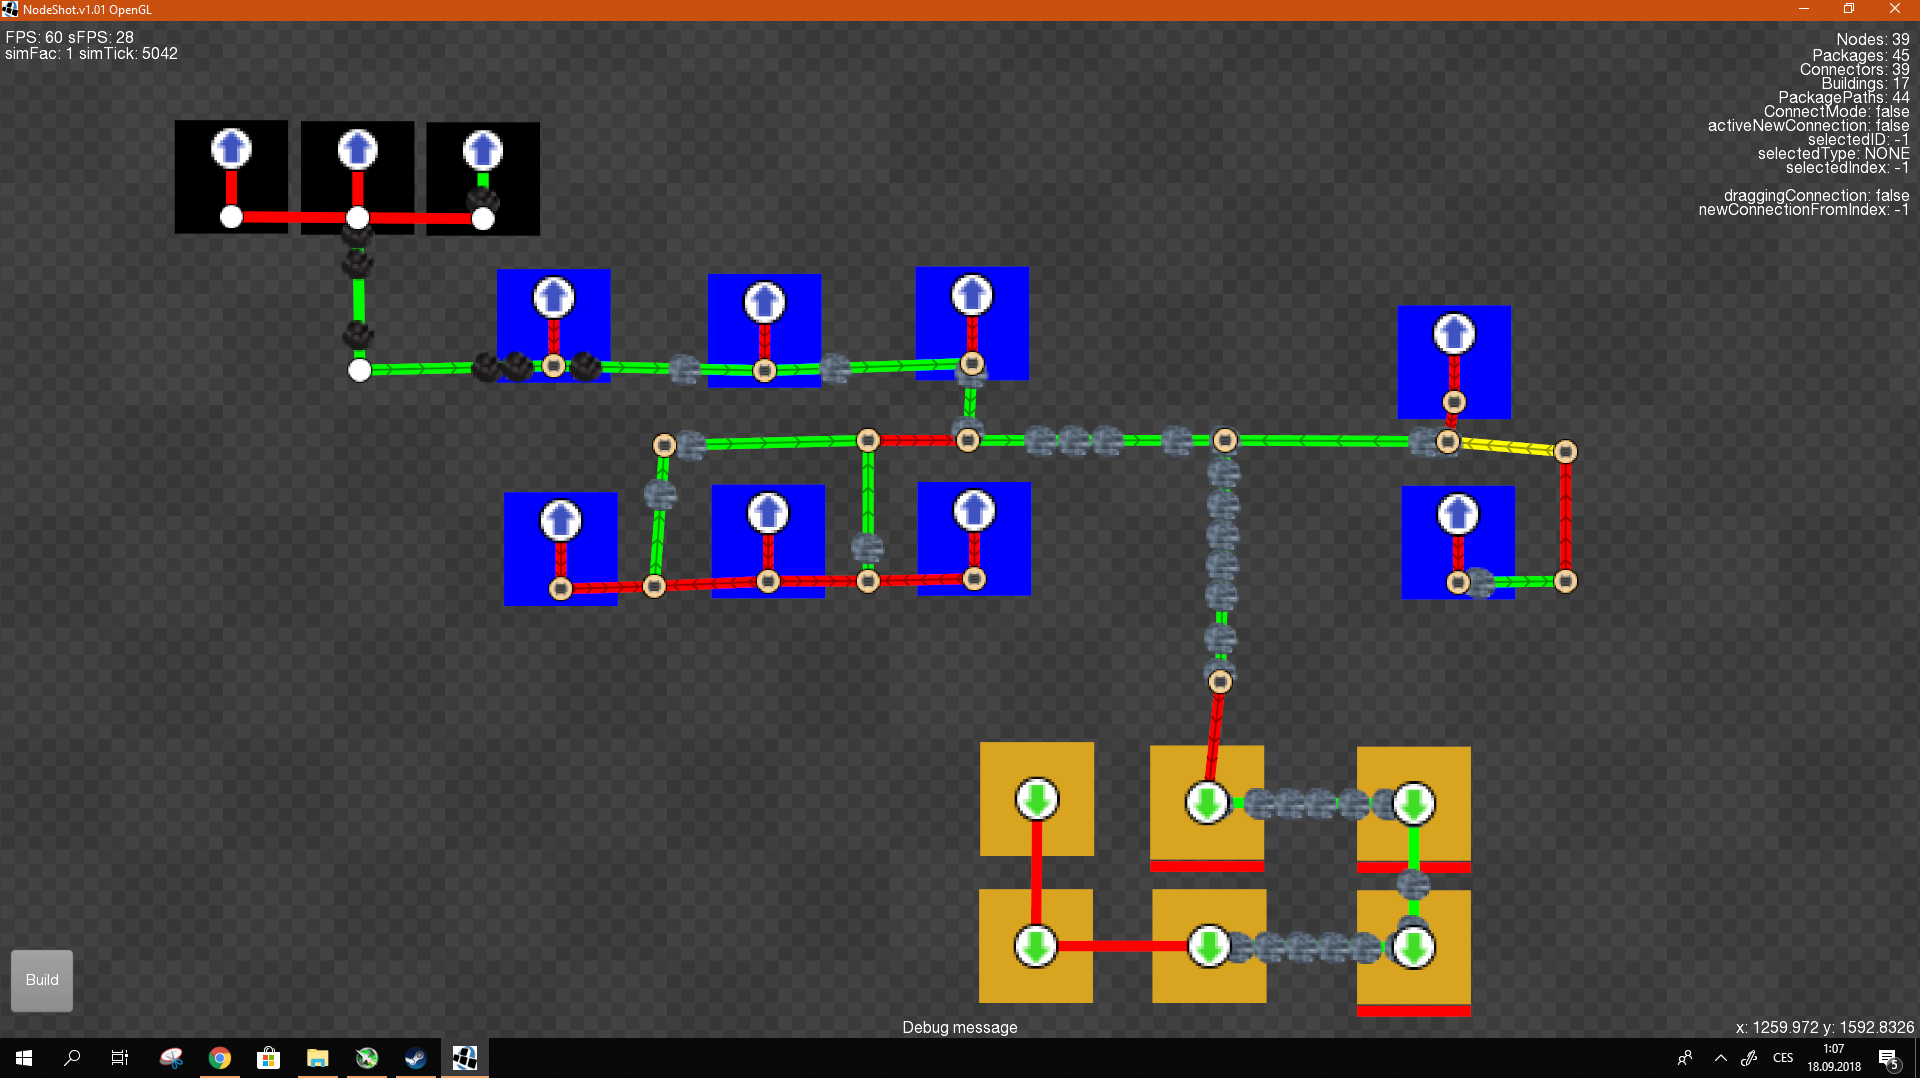 NodeShot.v1.01 OpenGL
FPS: 60 sFPS: 28
simFac: 1 simTick: 5042
Nodes: 39
Packages: 45
Connectors: 39
Buildings: 17
PackagePaths: 44
ConnectMode: false
activeNewConnection: false
selectedID: -1
selectedType: NONE
selectedIndex: -1
draggingConnection: false
newConnectionFromIndex: -1
Build
Debug message
x: 1259.972 y: 1592.8326
CES
1:07
18.09.2018
5